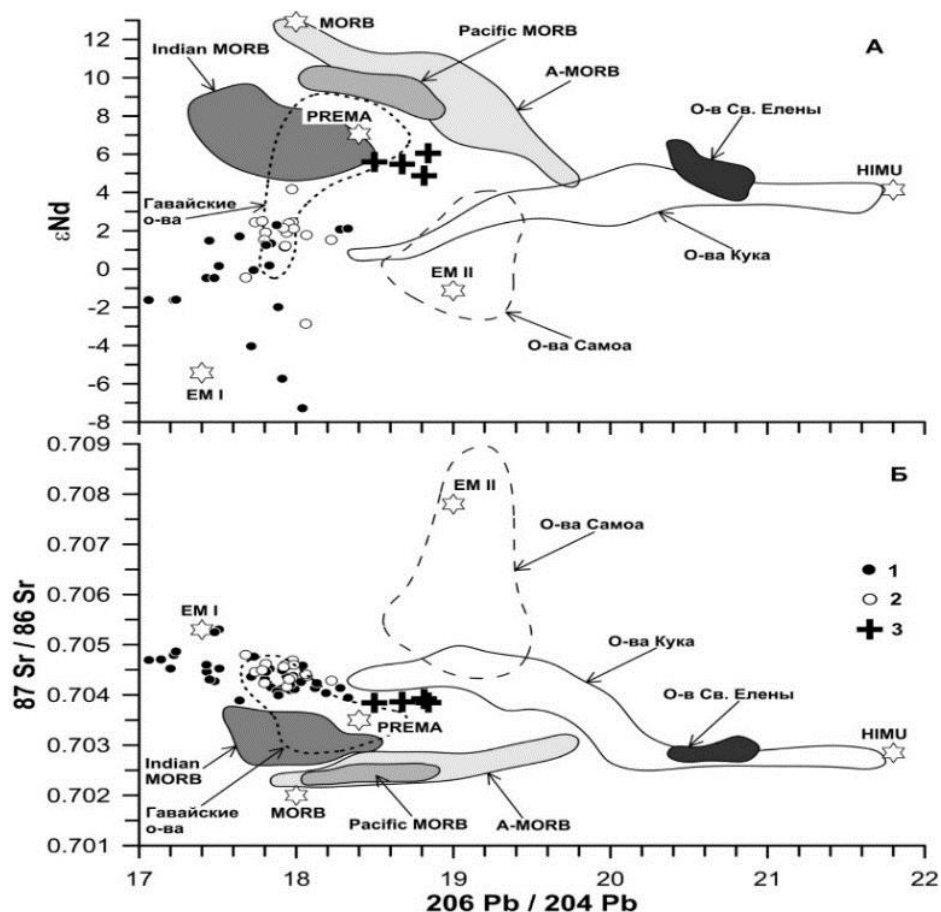 12
10
8
6
4
2
0
-2
-4
-6
-8
εNd
MORB
Pacific MORB
А
Indian MORB
A-MORB
О-в Св. Елены
PREMA
HIMU
Гавайские
о-ва
О-ва Кука
EM II
О-ва Самоа
EM I
0.709
0.708
0.707
0.706
0.705
0.704
0.703
0.702
0.701
87 Sr / 86 Sr
Б
EM II
О-ва Самоа
1
2
3
EM I
О-ва Кука
О-в Св. Елены
PREMA
HIMU
Indian
MORB
Гавайские
о-ва
MORB
Pacific MORB
A-MORB
17
18
19
20
21
22
206 Pb / 204 Pb